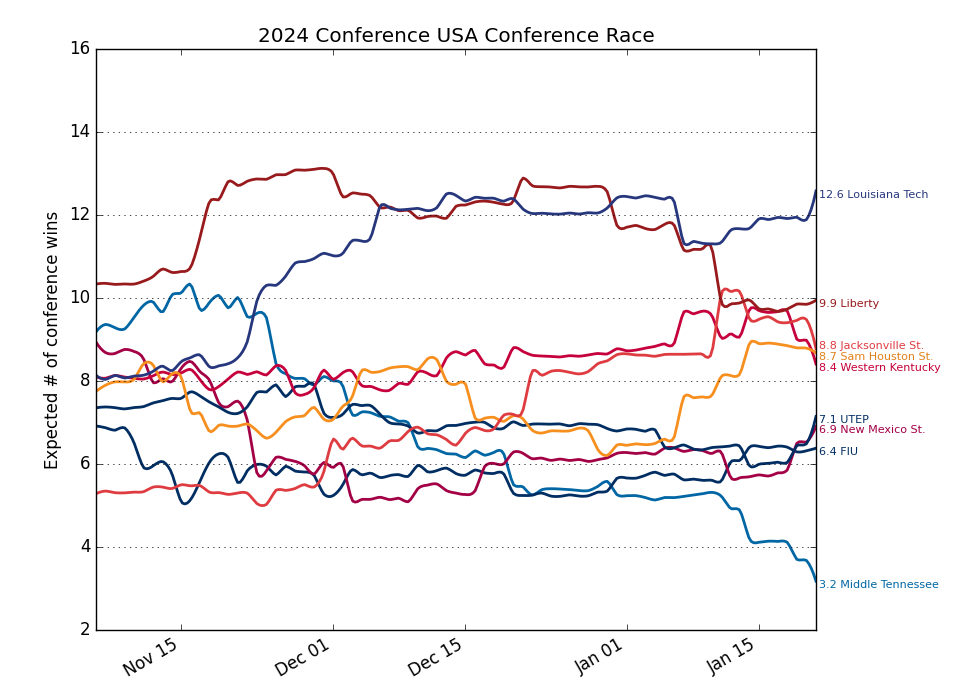 2024 Conference USA Conference Race
Expected # of conference wins
16
14
12
10
8
6
4
2
Nov 15
Dec 01
Dec 15
Jan 01
Jan 15
12.6 Louisiana Tech
9.9 Liberty
8.8 Jacksonville St.
8.7 Sam Houston St.
8.4 Western Kentucky
7.1 UTEP
6.9 New Mexico St.
6.4 FIU
3.2 Middle Tennessee